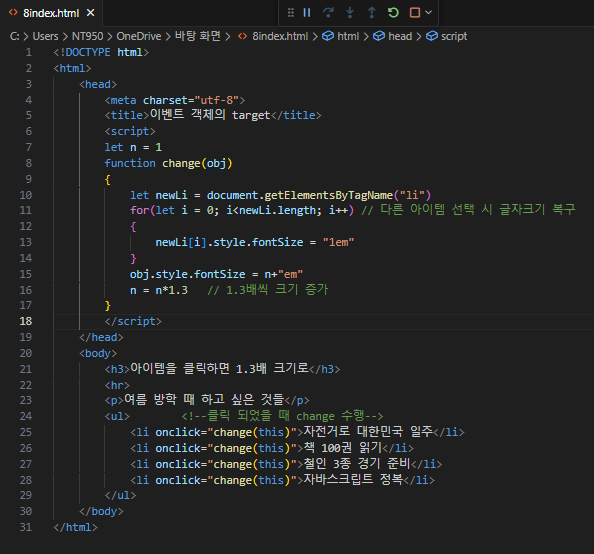 8index.html
C: > Users > NT950 > OneDrive > 바탕 화면 > 8index.html > html > head > script
1 <!DOCTYPE html>
2 <html>
3 <head>
4 <meta charset="utf-8">
5 <title>이벤트 객체의 target</title>
6 <script>
7 let n = 1
8 function change(obj)
9 {
10 let newLi = document.getElementsByTagName("li")
11 for(let i = 0; i<newLi.length; i++) // 다른 아이템 선택 시 글자크기 복구
12 {
13 newLi[i].style.fontSize = "1em"
14 }
15 obj.style.fontSize = n+"em"
16 n = n*1.3 // 1.3배씩 크기 증가
17 }
18 </script>
19 </head>
20 <body>
21 <h3>아이템을 클릭하면 1.3배 크기로</h3>
22 <hr>
23 <p>여름 방학 때 하고 싶은 것들</p>
24 <ul> <!--클릭 되었을 때 change 수행-->
25 <li onclick="change(this)">자전거로 대한민국 일주</li>
26 <li onclick="change(this)">책 100권 읽기</li>
27 <li onclick="change(this)">철인 3종 경기 준비</li>
28 <li onclick="change(this)">자바스크립트 정복</li>
29 </ul>
30 </body>
31 </html>